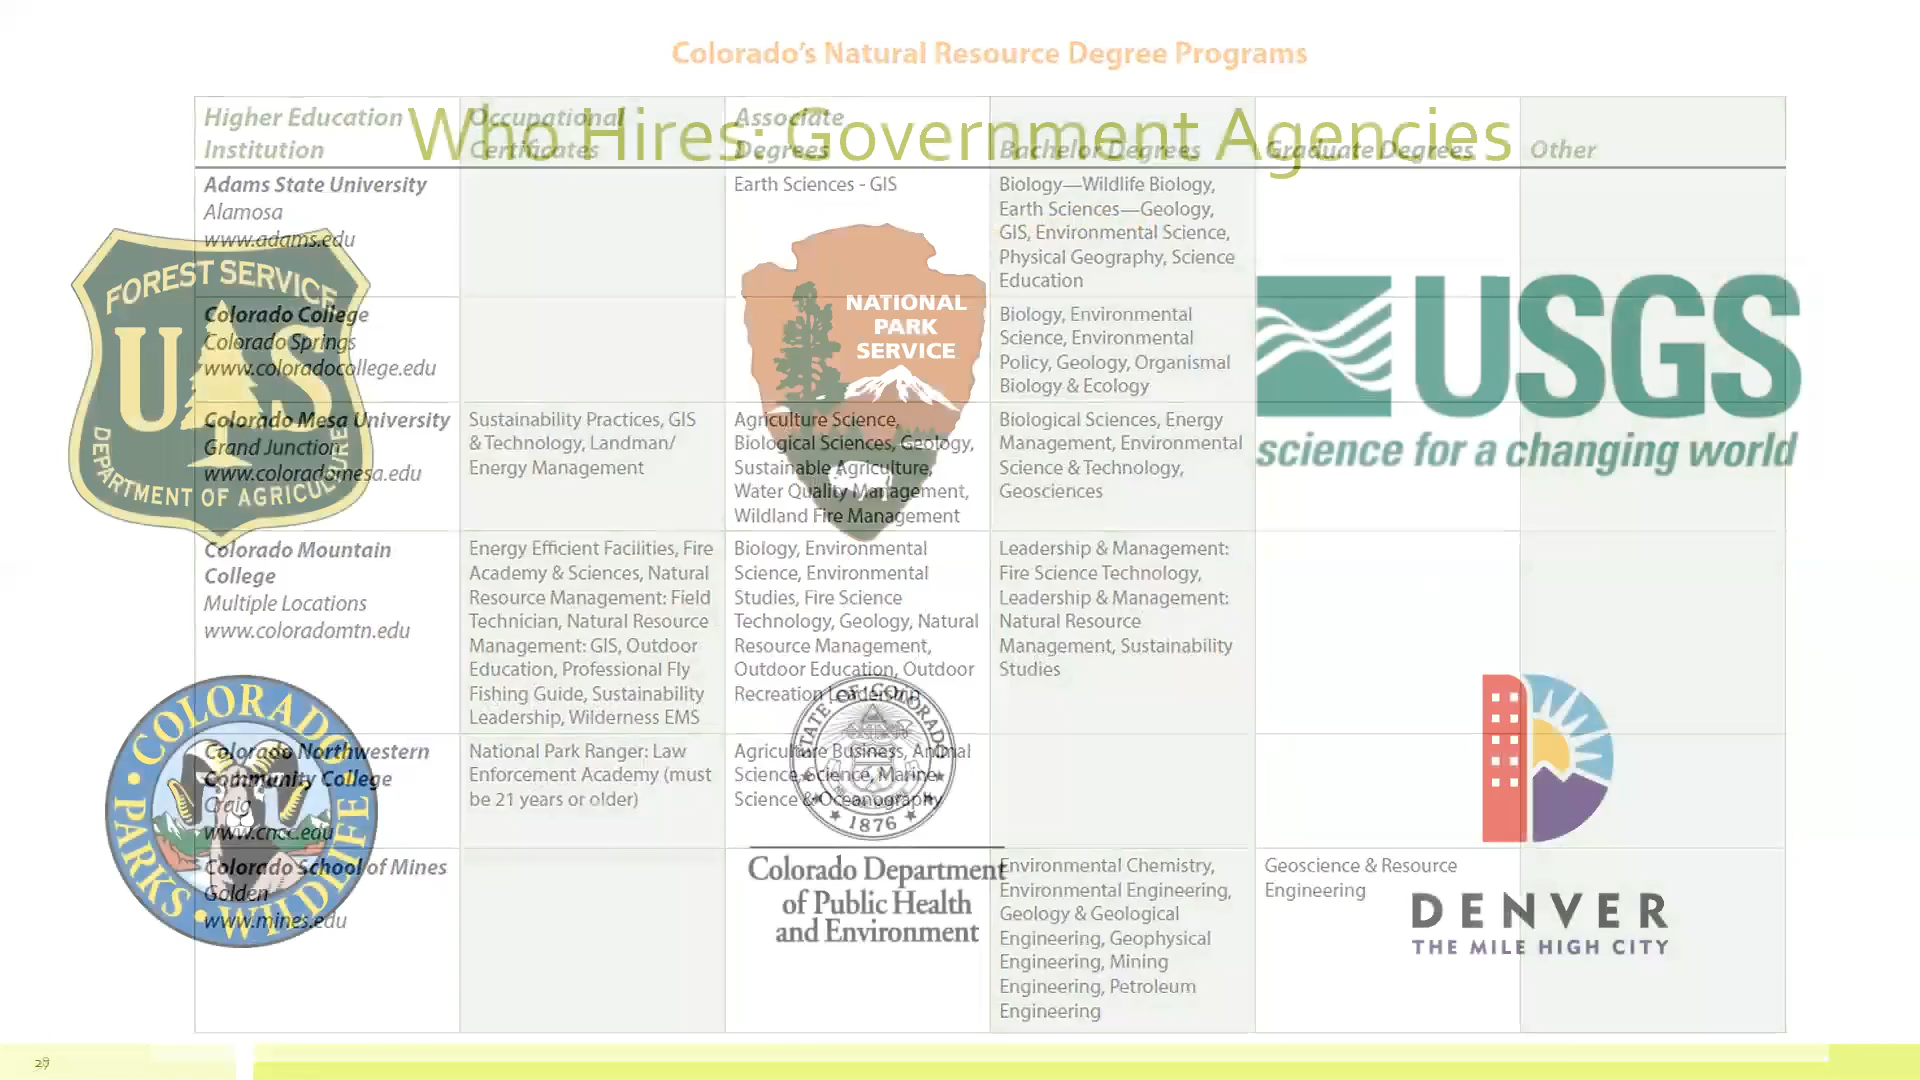 Colorado's Natural Resource Degree Programs
Who Hires: Government Agencies
Higher Education
Institution
Occupational
Certificates
Associate
Degrees
Bachelor Degrees
Graduate Degrees
Other
Adams State University
Alamosa
www.adams.edu
Earth Sciences - GIS
Biology—Wildlife Biology,
Earth Sciences—Geology,
GIS, Environmental Science,
Physical Geography, Science
Education
Colorado College
Colorado Springs
www.coloradocollege.edu
Biology, Environmental
Science, Environmental
Policy, Geology, Organismal
Biology & Ecology
Colorado Mesa University
Grand Junction
www.coloradomesa.edu
Sustainability Practices, GIS
& Technology, Landman/
Energy Management
Agriculture Science,
Biological Sciences, Geology,
Sustainable Agriculture,
Water Quality Management,
Wildland Fire Management
Biological Sciences, Energy
Management, Environmental
Science & Technology,
Geosciences
Colorado Mountain
College
Multiple Locations
www.coloradomtn.edu
Energy Efficient Facilities, Fire
Academy & Sciences, Natural
Resource Management: Field
Technician, Natural Resource
Management: GIS, Outdoor
Education, Professional Fly
Fishing Guide, Sustainability
Leadership, Wilderness EMS
Biology, Environmental
Science, Environmental
Studies, Fire Science
Technology, Geology, Natural
Resource Management,
Outdoor Education, Outdoor
Recreation Leadership
Leadership & Management:
Fire Science Technology,
Leadership & Management:
Natural Resource
Management, Sustainability
Studies
Colorado Northwestern
Community College
Craig
www.cncc.edu
National Park Ranger: Law
Enforcement Academy (must
be 21 years or older)
Agriculture Business, Animal
Science, Science, Marine
Science & Oceanography
Colorado School of Mines
Golden
www.mines.edu
Environmental Chemistry,
Environmental Engineering,
Geology & Geological
Engineering, Geophysical
Engineering, Mining
Engineering, Petroleum
Engineering
Geoscience & Resource
Engineering
FOREST SERVICE
U S
DEPARTMENT OF AGRICULTURE
NATIONAL
PARK
SERVICE
USGS
science for a changing world
COLORADO
PARKS • WILDLIFE
STATE OF COLORADO
1876
Colorado Department
of Public Health
and Environment
DENVER
THE MILE HIGH CITY